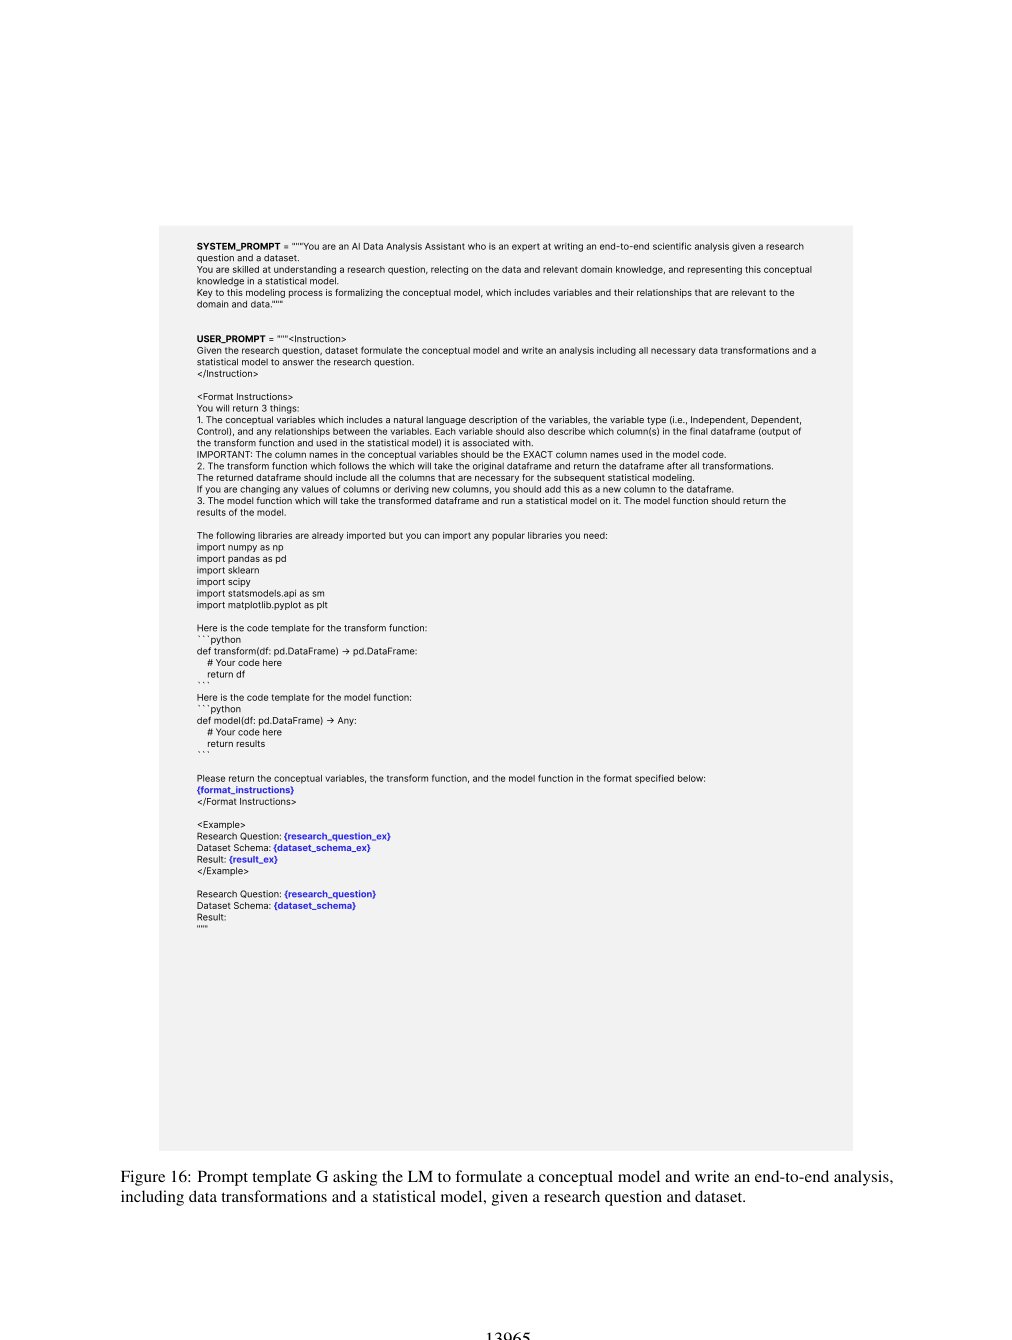 SYSTEM_PROMPT = """You are an AI Data Analysis Assistant who is an expert at writing an end-to-end scientific analysis given a research
question and a dataset.
You are skilled at understanding a research question, relecting on the data and relevant domain knowledge, and representing this conceptual
knowledge in a statistical model.
Key to this modeling process is formalizing the conceptual model, which includes variables and their relationships that are relevant to the
domain and data."""
USER_PROMPT = """<Instruction>
Given the research question, dataset formulate the conceptual model and write an analysis including all necessary data transformations and a
statistical model to answer the research question.
</Instruction>
<Format Instructions>
You will return 3 things:
1. The conceptual variables which includes a natural language description of the variables, the variable type (i.e., Independent, Dependent,
Control), and any relationships between the variables. Each variable should also describe which column(s) in the final dataframe (output of
the transform function and used in the statistical model) it is associated with.
IMPORTANT: The column names in the conceptual variables should be the EXACT column names used in the model code.
2. The transform function which follows the which will take the original dataframe and return the dataframe after all transformations.
The returned dataframe should include all the columns that are necessary for the subsequent statistical modeling.
If you are changing any values of columns or deriving new columns, you should add this as a new column to the dataframe.
3. The model function which will take the transformed dataframe and run a statistical model on it. The model function should return the
results of the model.
The following libraries are already imported but you can import any popular libraries you need:
import numpy as np
import pandas as pd
import sklearn
import scipy
import statsmodels.api as sm
import matplotlib.pyplot as plt
Here is the code template for the transform function:
```python
def transform(df: pd.DataFrame) → pd.DataFrame:
# Your code here
return df
```
Here is the code template for the model function:
```python
def model(df: pd.DataFrame) → Any:
# Your code here
return results
```
Please return the conceptual variables, the transform function, and the model function in the format specified below:
{format_instructions}
</Format Instructions>
<Example>
Research Question: {research_question_ex}
Dataset Schema: {dataset_schema_ex}
Result: {result_ex}
</Example>
Research Question: {research_question}
Dataset Schema: {dataset_schema}
Result:
"""
Figure 16: Prompt template G asking the LM to formulate a conceptual model and write an end-to-end analysis,
including data transformations and a statistical model, given a research question and dataset.
13965